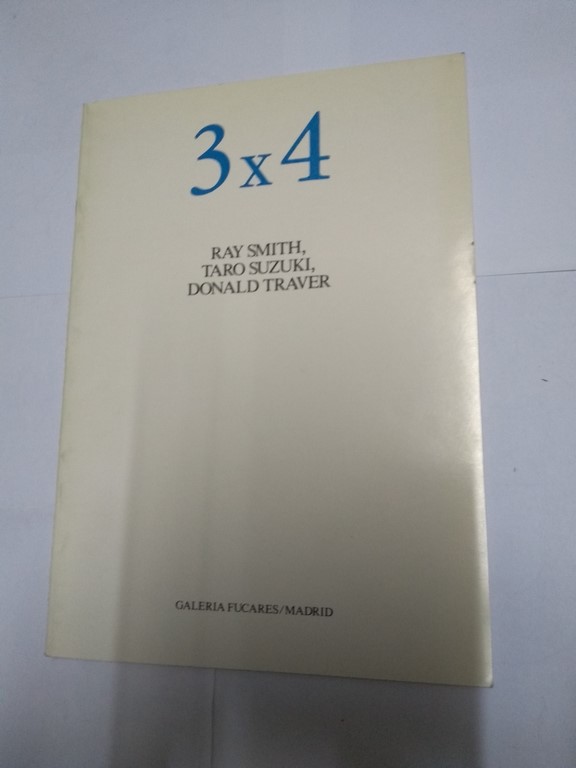 3x4
RAY SMITH,
TARO SUZUKI,
DONALD TRAVER
GALERIA FUCARES/MADRID